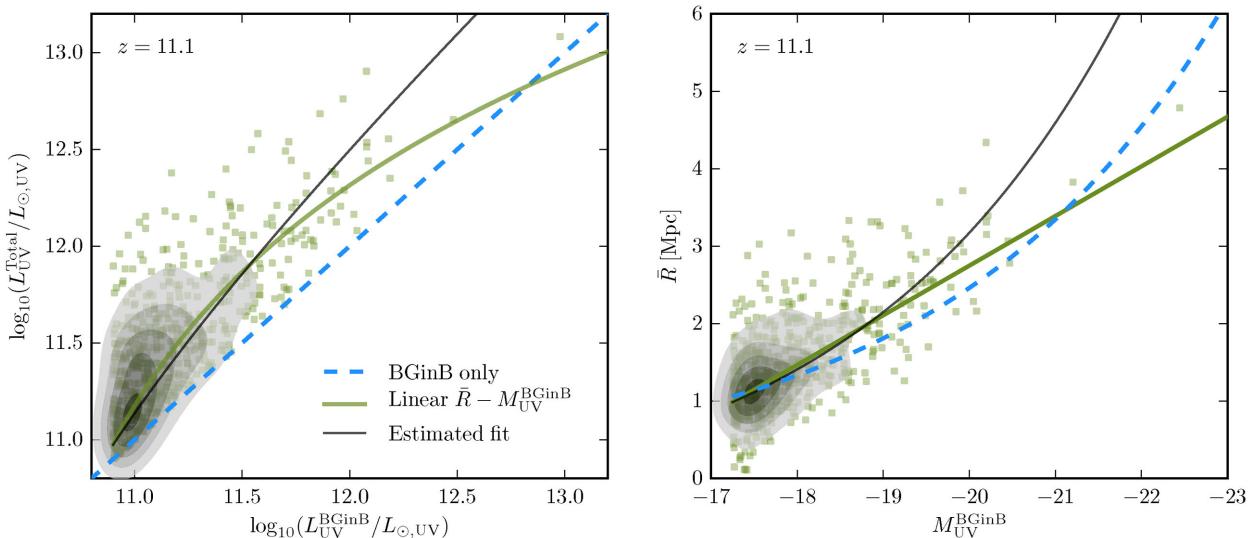 z = 11.1
13.0
12.5
12.0
11.5
11.0
log₁₀(L_UV^Total/L_⊙,UV)
BGinB only
Linear R̄ − M_UV^BGinB
Estimated fit
11.0 11.5 12.0 12.5 13.0
log₁₀(L_UV^BGinB/L_⊙,UV)
z = 11.1
6
5
4
3
2
1
0
R̄ [Mpc]
−17 −18 −19 −20 −21 −22 −23
M_UV^BGinB